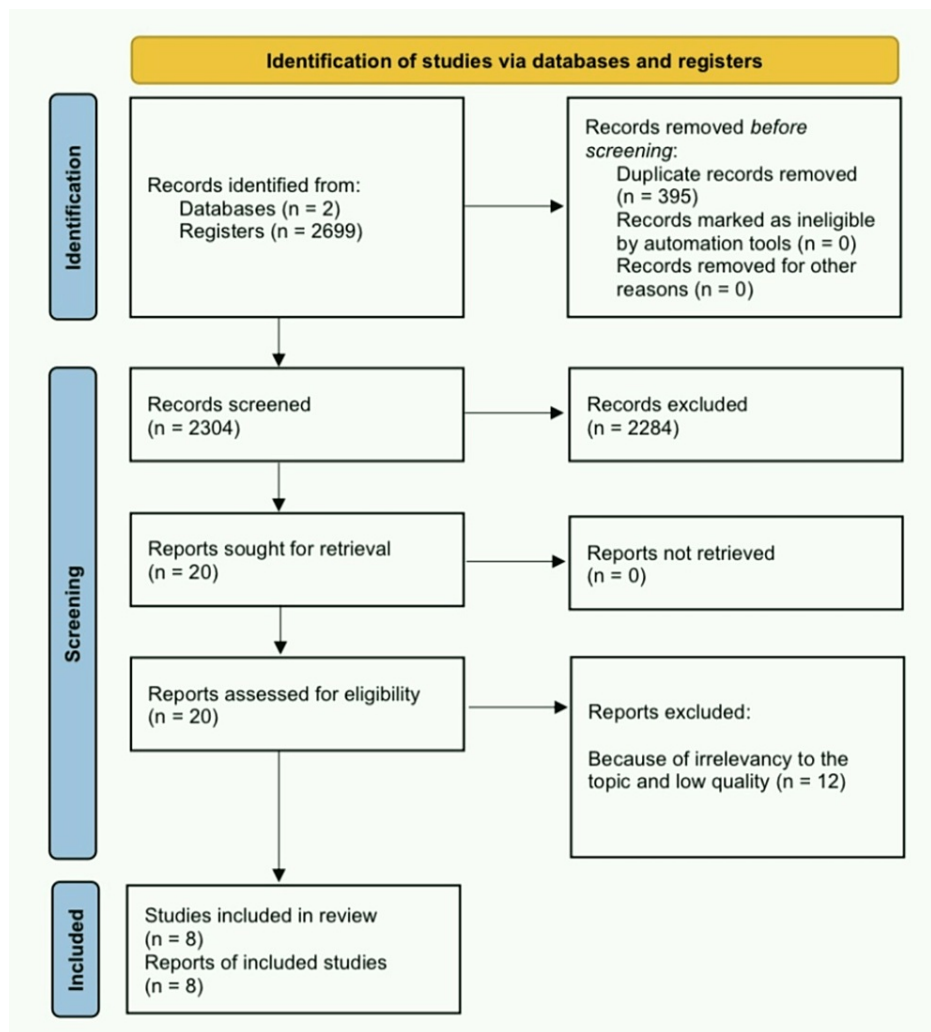 Identification of studies via databases and registers
Identification
Records identified from:
Databases (n = 2)
Registers (n = 2699)
Records removed before
screening:
Duplicate records removed
(n = 395)
Records marked as ineligible
by automation tools (n = 0)
Records removed for other
reasons (n = 0)
Screening
Records screened
(n = 2304)
Records excluded
(n = 2284)
Reports sought for retrieval
(n = 20)
Reports not retrieved
(n = 0)
Reports assessed for eligibility
(n = 20)
Reports excluded:
Because of irrelevancy to the
topic and low quality (n = 12)
Included
Studies included in review
(n = 8)
Reports of included studies
(n = 8)